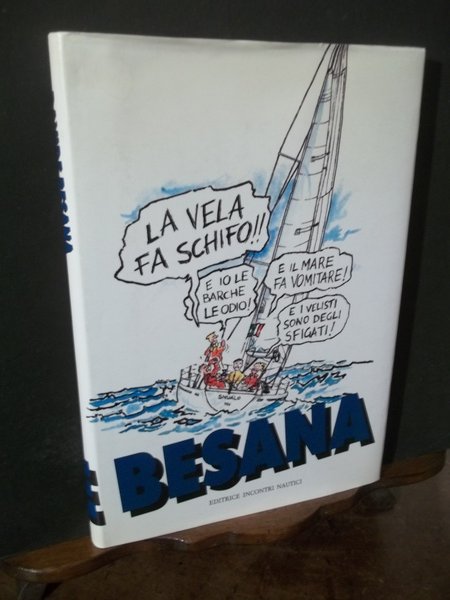 LA VELA
FA SCHIFO!!
E IO LE
BARCHE
LE ODIO!
E IL MARE
FA VOMITARE!
E I VELISTI
SONO DEGLI
SFIGATI!
BESANA
EDITRICE INCONTRI NAUTICI
BESANA